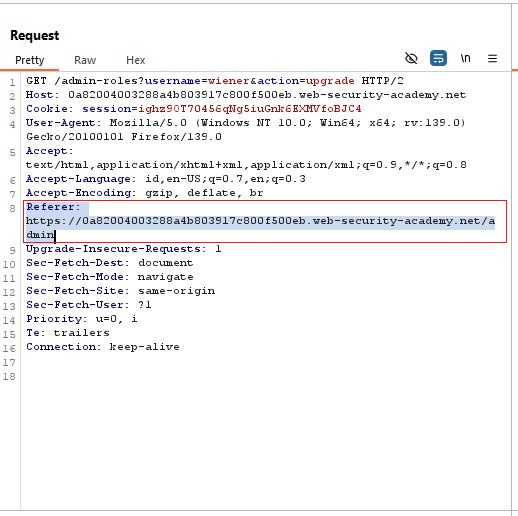 Request
Pretty Raw Hex \n
1 GET /admin-roles?username=wiener&action=upgrade HTTP/2
2 Host: 0a82004003288a4b803917c800f500eb.web-security-academy.net
3 Cookie: session=ighz90T70456qNg5iuGnk6EXMVfoBJC4
4 User-Agent: Mozilla/5.0 (Windows NT 10.0; Win64; x64; rv:139.0)
Gecko/20100101 Firefox/139.0
5 Accept:
text/html,application/xhtml+xml,application/xml;q=0.9,*/*;q=0.8
6 Accept-Language: id,en-US;q=0.7,en;q=0.3
7 Accept-Encoding: gzip, deflate, br
8 Referer:
https://0a82004003288a4b803917c800f500eb.web-security-academy.net/a
dmin
9 Upgrade-Insecure-Requests: 1
10 Sec-Fetch-Dest: document
11 Sec-Fetch-Mode: navigate
12 Sec-Fetch-Site: same-origin
13 Sec-Fetch-User: ?1
14 Priority: u=0, i
15 Te: trailers
16 Connection: keep-alive
17
18